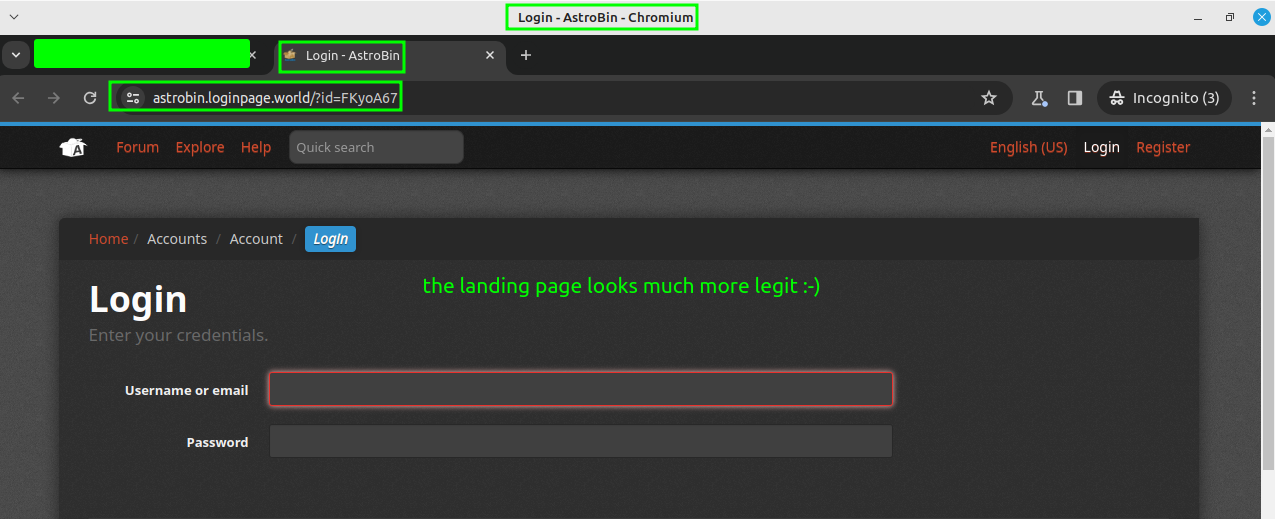 Login - AstroBin - Chromium
Login - AstroBin
astrobin.loginpage.world/?id=FKyoA67
Incognito (3)
A
Forum Explore Help Quick search English (US) Login Register
Home / Accounts / Account / Login
the landing page looks much more legit :-)
Login
Enter your credentials.
Username or email
Password